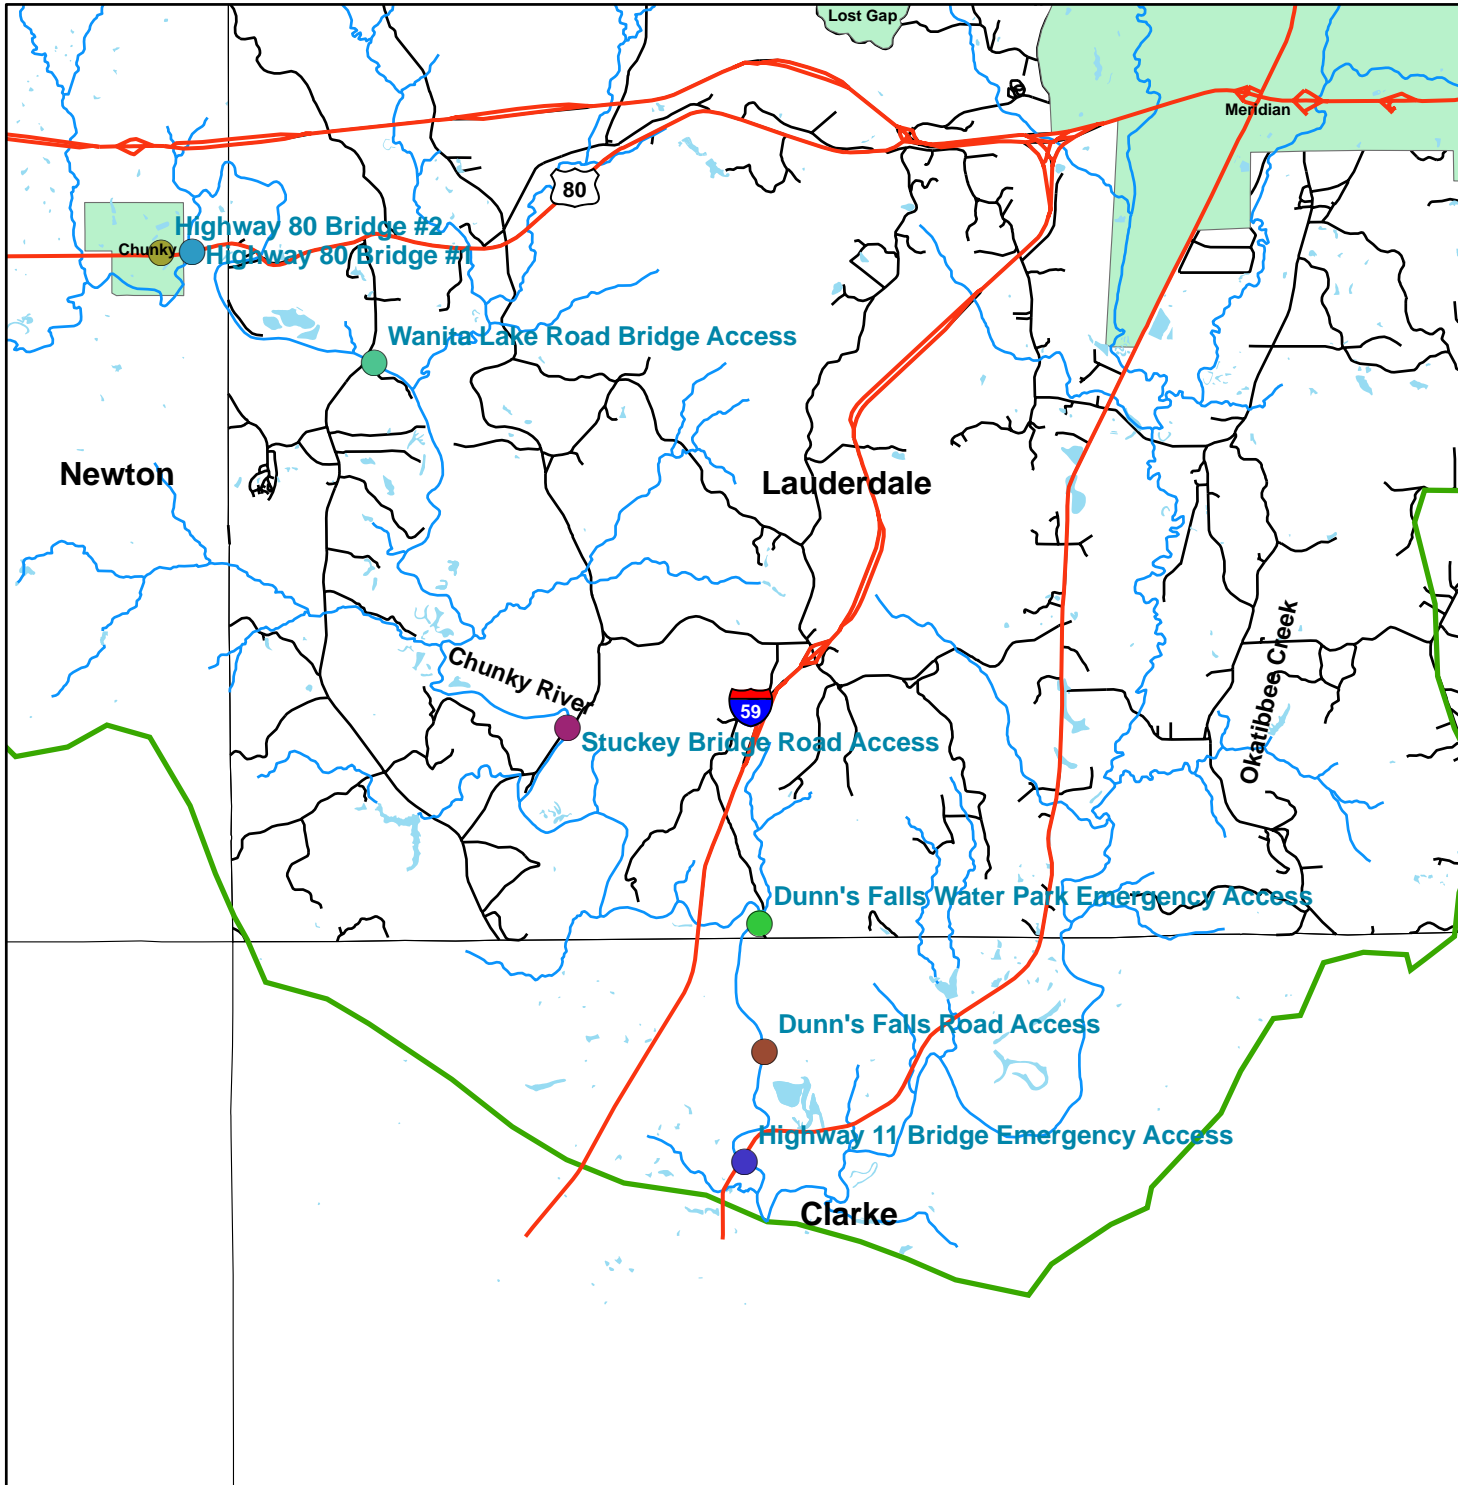 Lost Gap
Meridian
80
Highway 80 Bridge #2
Chunky
Highway 80 Bridge #1
Wanita Lake Road Bridge Access
Newton
Lauderdale
Chunky River
Okatibbee Creek
59
Stuckey Bridge Road Access
Dunn's Falls Water Park Emergency Access
Dunn's Falls Road Access
Highway 11 Bridge Emergency Access
Clarke